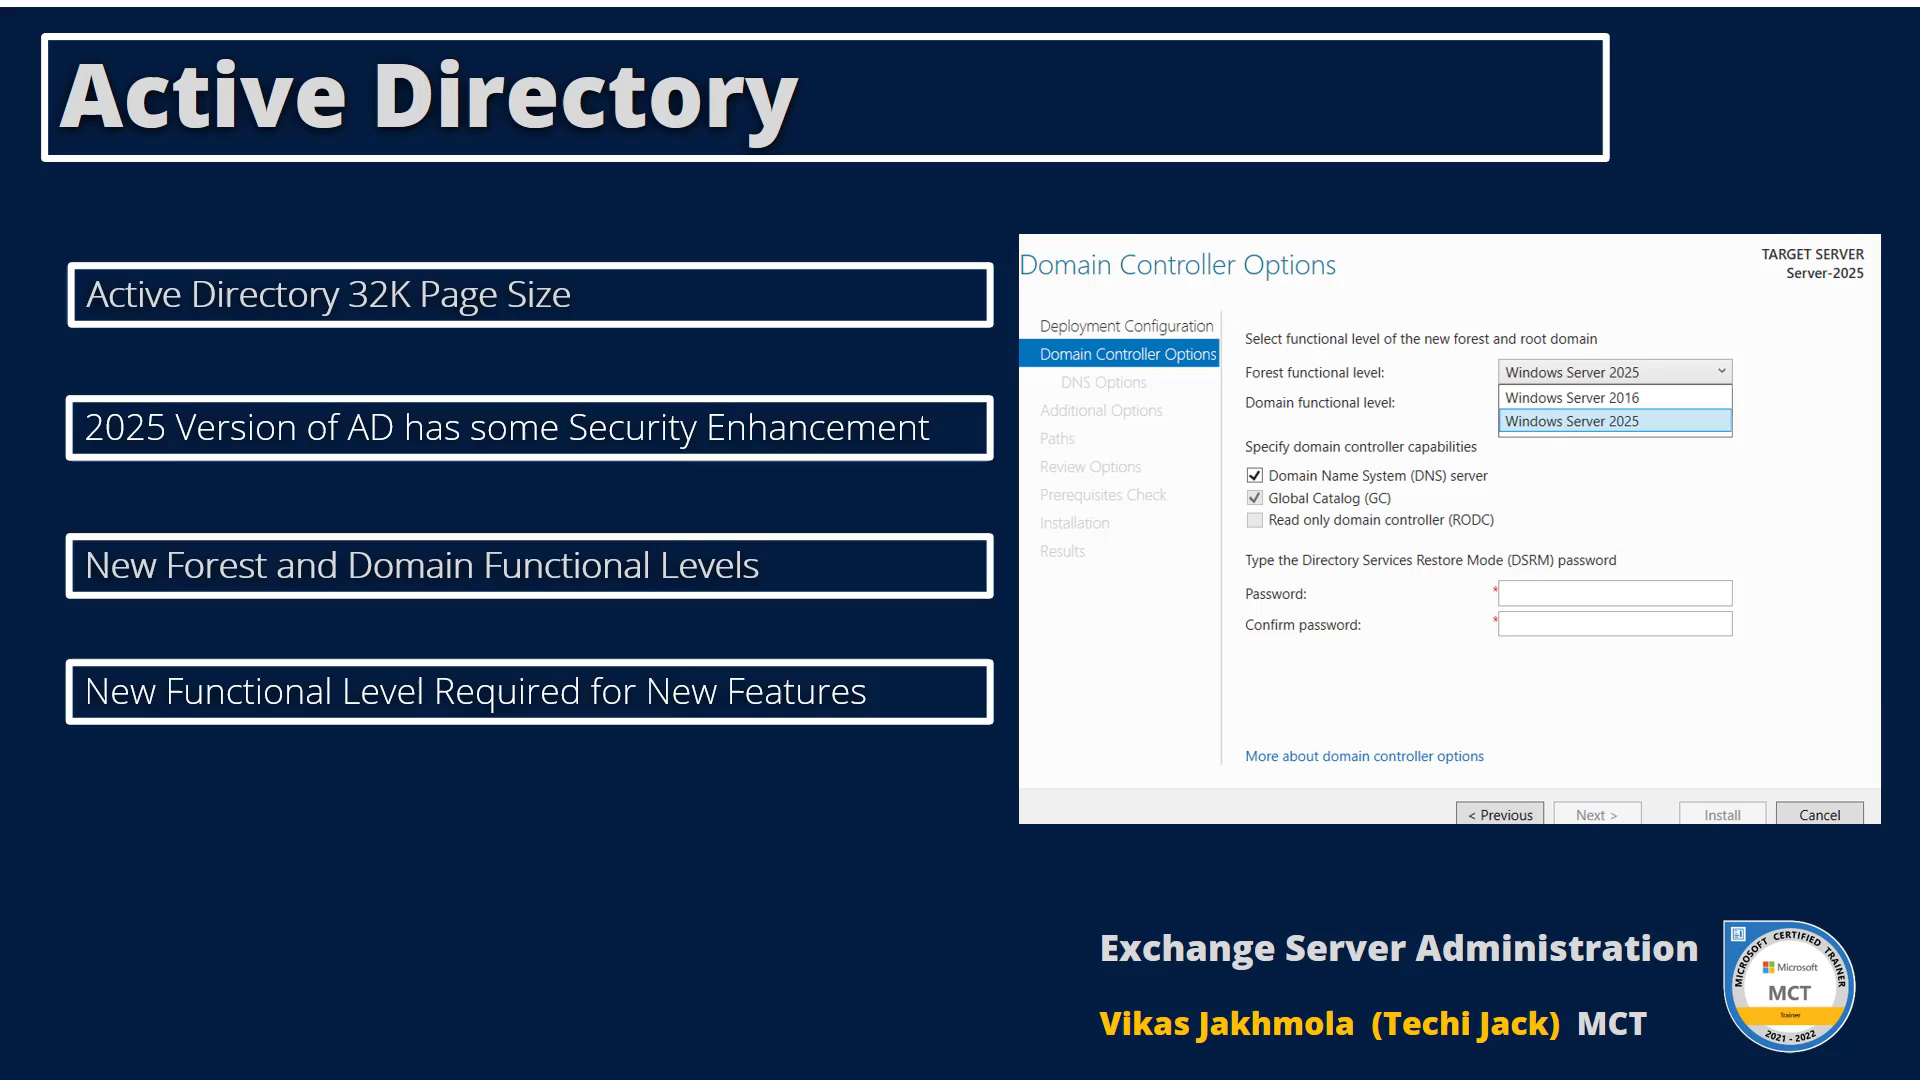 Active Directory
Active Directory 32K Page Size
2025 Version of AD has some Security Enhancement
New Forest and Domain Functional Levels
New Functional Level Required for New Features
Domain Controller Options
TARGET SERVER
Server-2025
Deployment Configuration
Domain Controller Options
DNS Options
Additional Options
Paths
Review Options
Prerequisites Check
Installation
Results
Select functional level of the new forest and root domain
Forest functional level:
Windows Server 2025
Windows Server 2016
Domain functional level:
Windows Server 2025
Specify domain controller capabilities
Domain Name System (DNS) server
Global Catalog (GC)
Read only domain controller (RODC)
Type the Directory Services Restore Mode (DSRM) password
Password: *
Confirm password: *
More about domain controller options
< Previous
Next >
Install
Cancel
Exchange Server Administration
Vikas Jakhmola (Techi Jack) MCT
MICROSOFT CERTIFIED TRAINER
Microsoft
MCT
Trainer
2021 - 2022